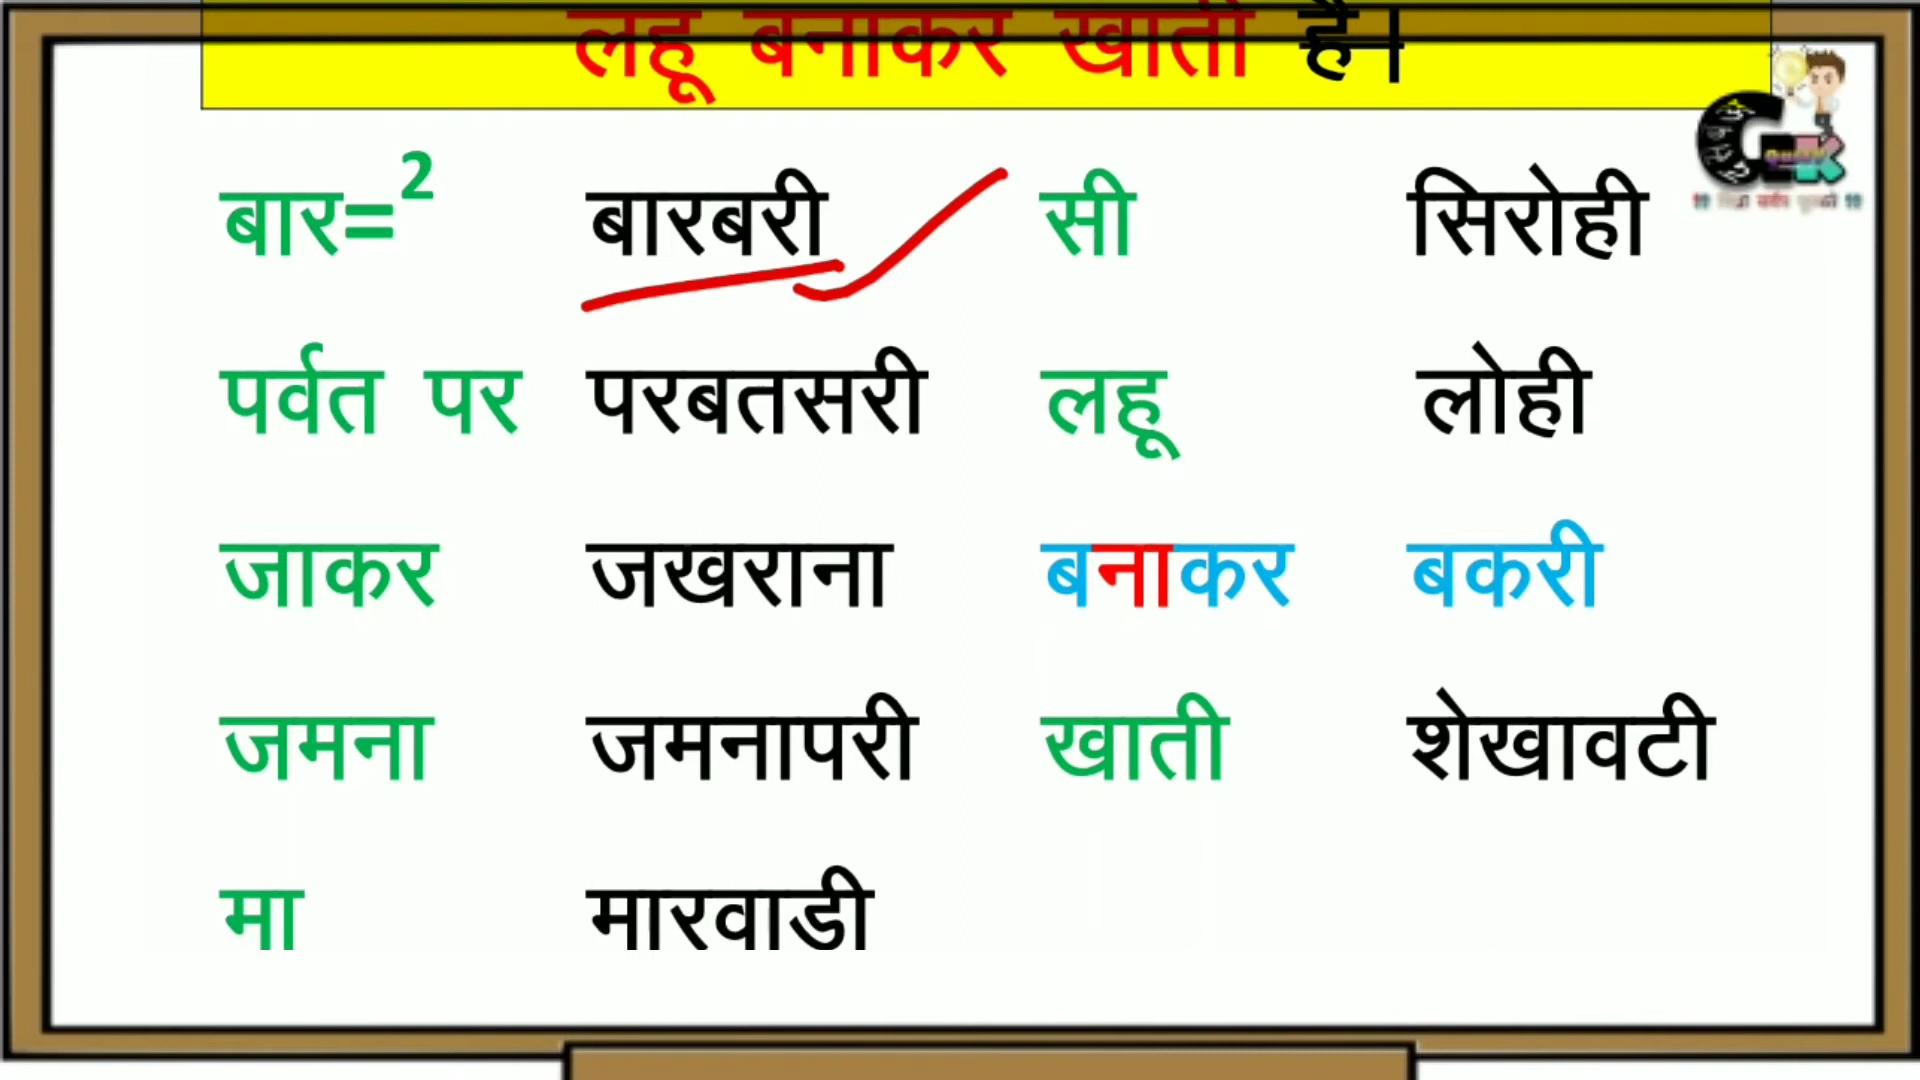 लहू बनाकर खाती है।
बार=2 बारबरी सी सिरोही
पर्वत पर परबतसरी लहू लोही
जाकर जखराना बनाकर बकरी
जमना जमनापरी खाती शेखावटी
मा मारवाडी